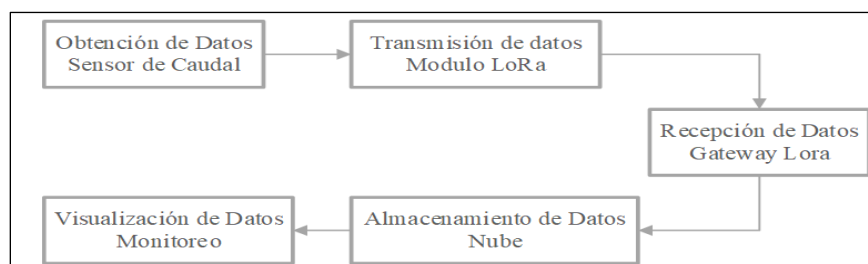 Obtención de Datos
Sensor de Caudal
Transmisión de datos
Modulo LoRa
Recepción de Datos
Gateway Lora
Almacenamiento de Datos
Nube
Visualización de Datos
Monitoreo